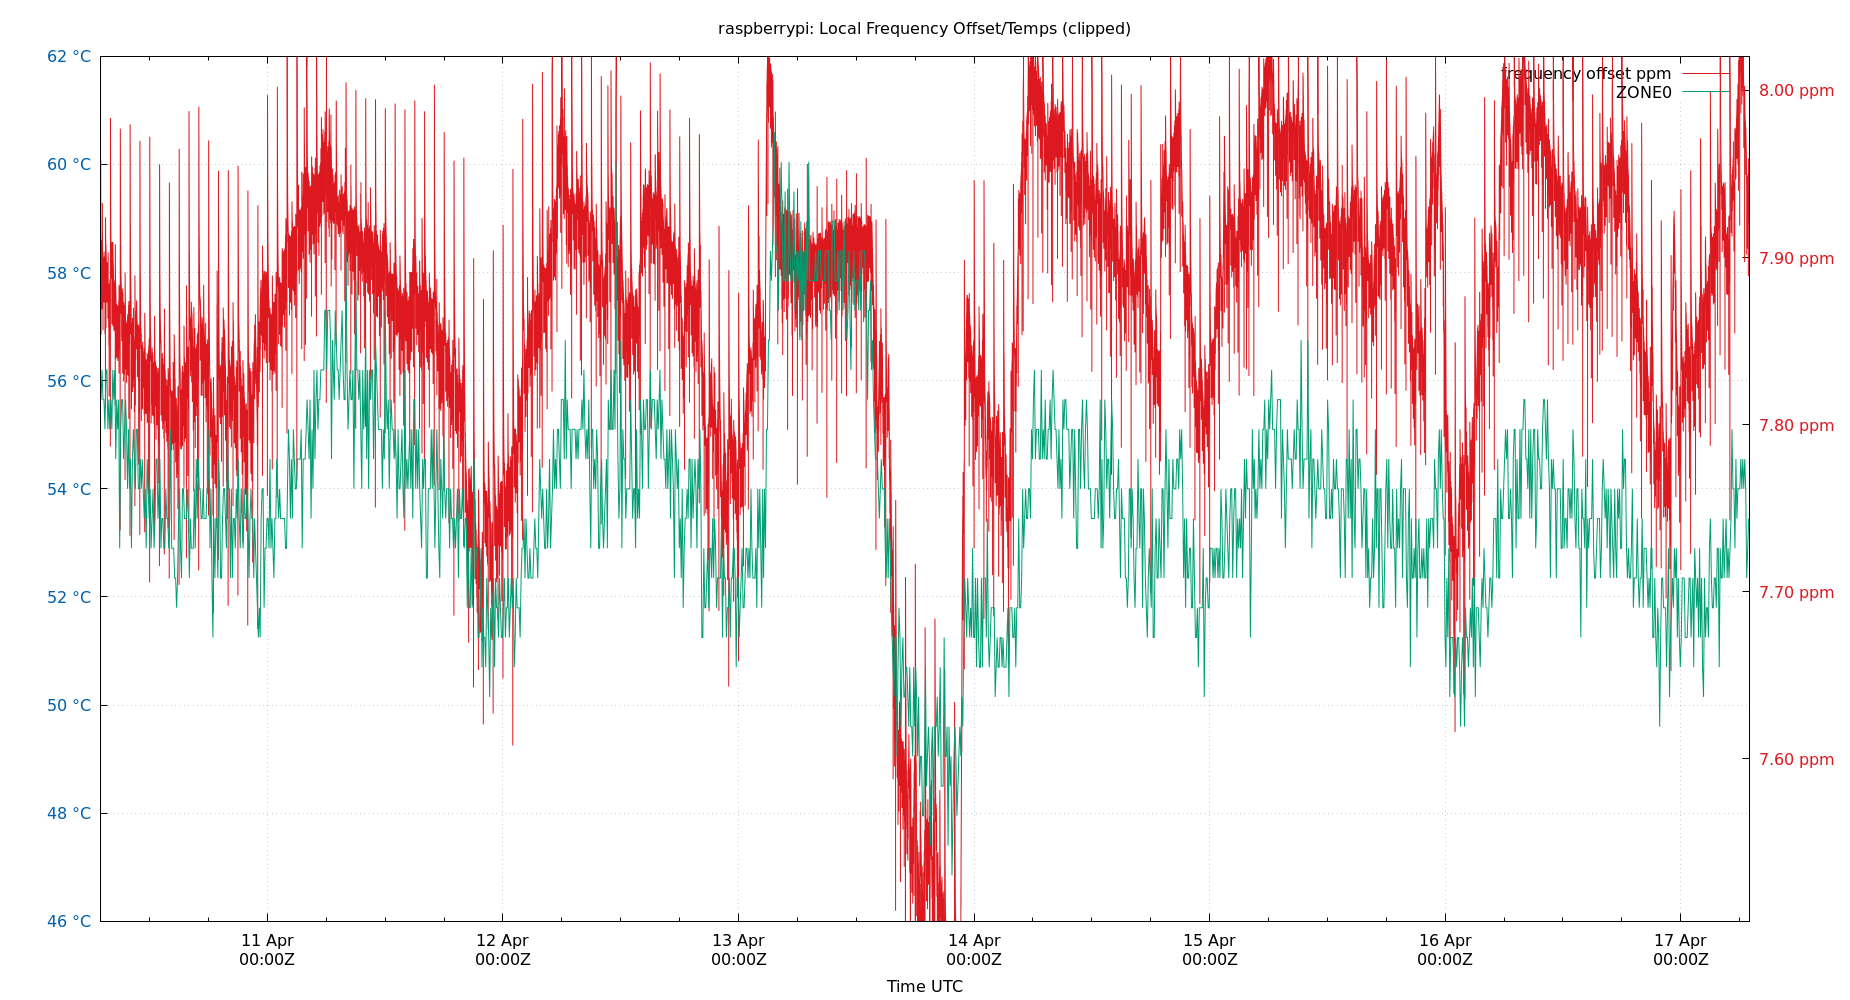 raspberrypi: Local Frequency Offset/Temps (clipped)
62 °C
60 °C
58 °C
56 °C
54 °C
52 °C
50 °C
48 °C
46 °C
frequency offset ppm
ZONE0
8.00 ppm
7.90 ppm
7.80 ppm
7.70 ppm
7.60 ppm
11 Apr
00:00Z
12 Apr
00:00Z
13 Apr
00:00Z
14 Apr
00:00Z
15 Apr
00:00Z
16 Apr
00:00Z
17 Apr
00:00Z
Time UTC